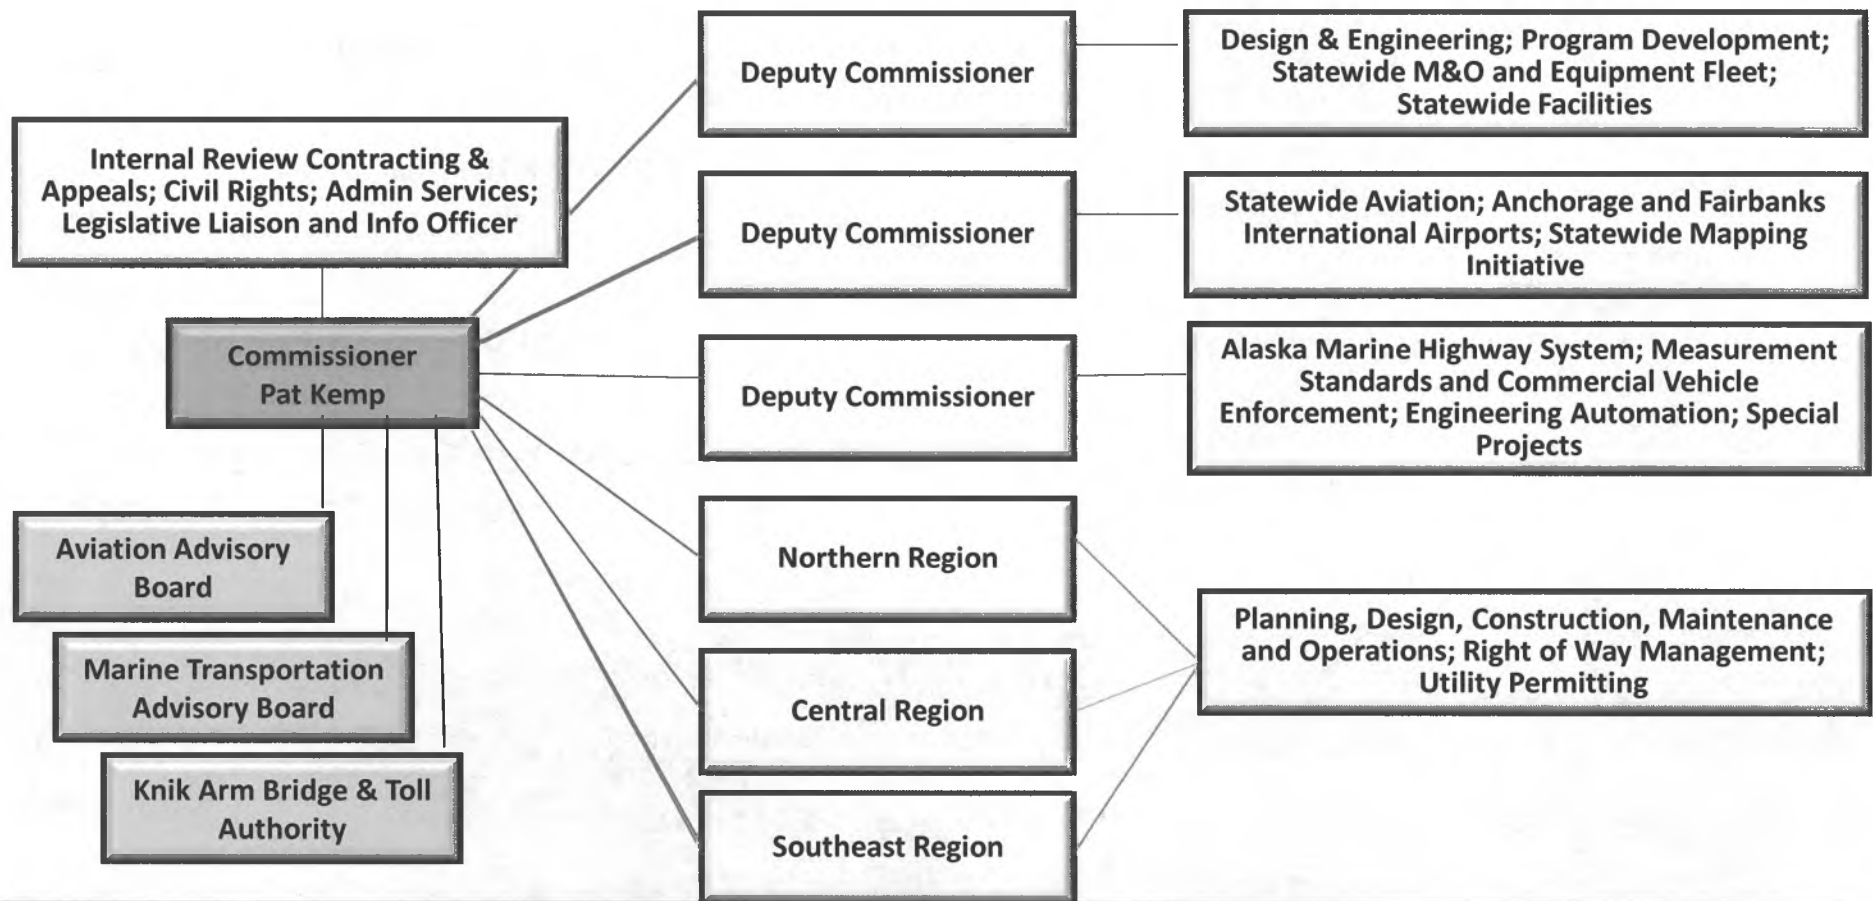 Deputy Commissioner
Design & Engineering; Program Development;
Statewide M&O and Equipment Fleet;
Statewide Facilities
Internal Review Contracting &
Appeals; Civil Rights; Admin Services;
Legislative Liaison and Info Officer
Deputy Commissioner
Statewide Aviation; Anchorage and Fairbanks
International Airports; Statewide Mapping
Initiative
Commissioner
Pat Kemp
Deputy Commissioner
Alaska Marine Highway System; Measurement
Standards and Commercial Vehicle
Enforcement; Engineering Automation; Special
Projects
Aviation Advisory
Board
Marine Transportation
Advisory Board
Knik Arm Bridge & Toll
Authority
Northern Region
Central Region
Southeast Region
Planning, Design, Construction, Maintenance
and Operations; Right of Way Management;
Utility Permitting